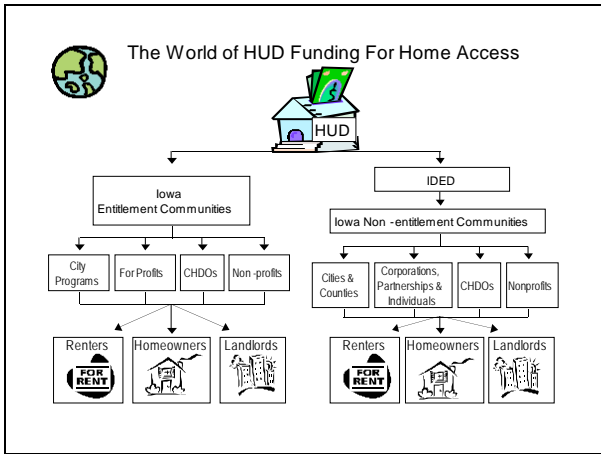 The World of HUD Funding For Home Access
HUD
Iowa
Entitlement Communities
IDED
Iowa Non -entitlement Communities
City
Programs
For Profits
CHDOs
Non -profits
Cities &
Counties
Corporations,
Partnerships &
Individuals
CHDOs
Nonprofits
Renters
FOR
RENT
Homeowners
Landlords
Renters
FOR
RENT
Homeowners
Landlords